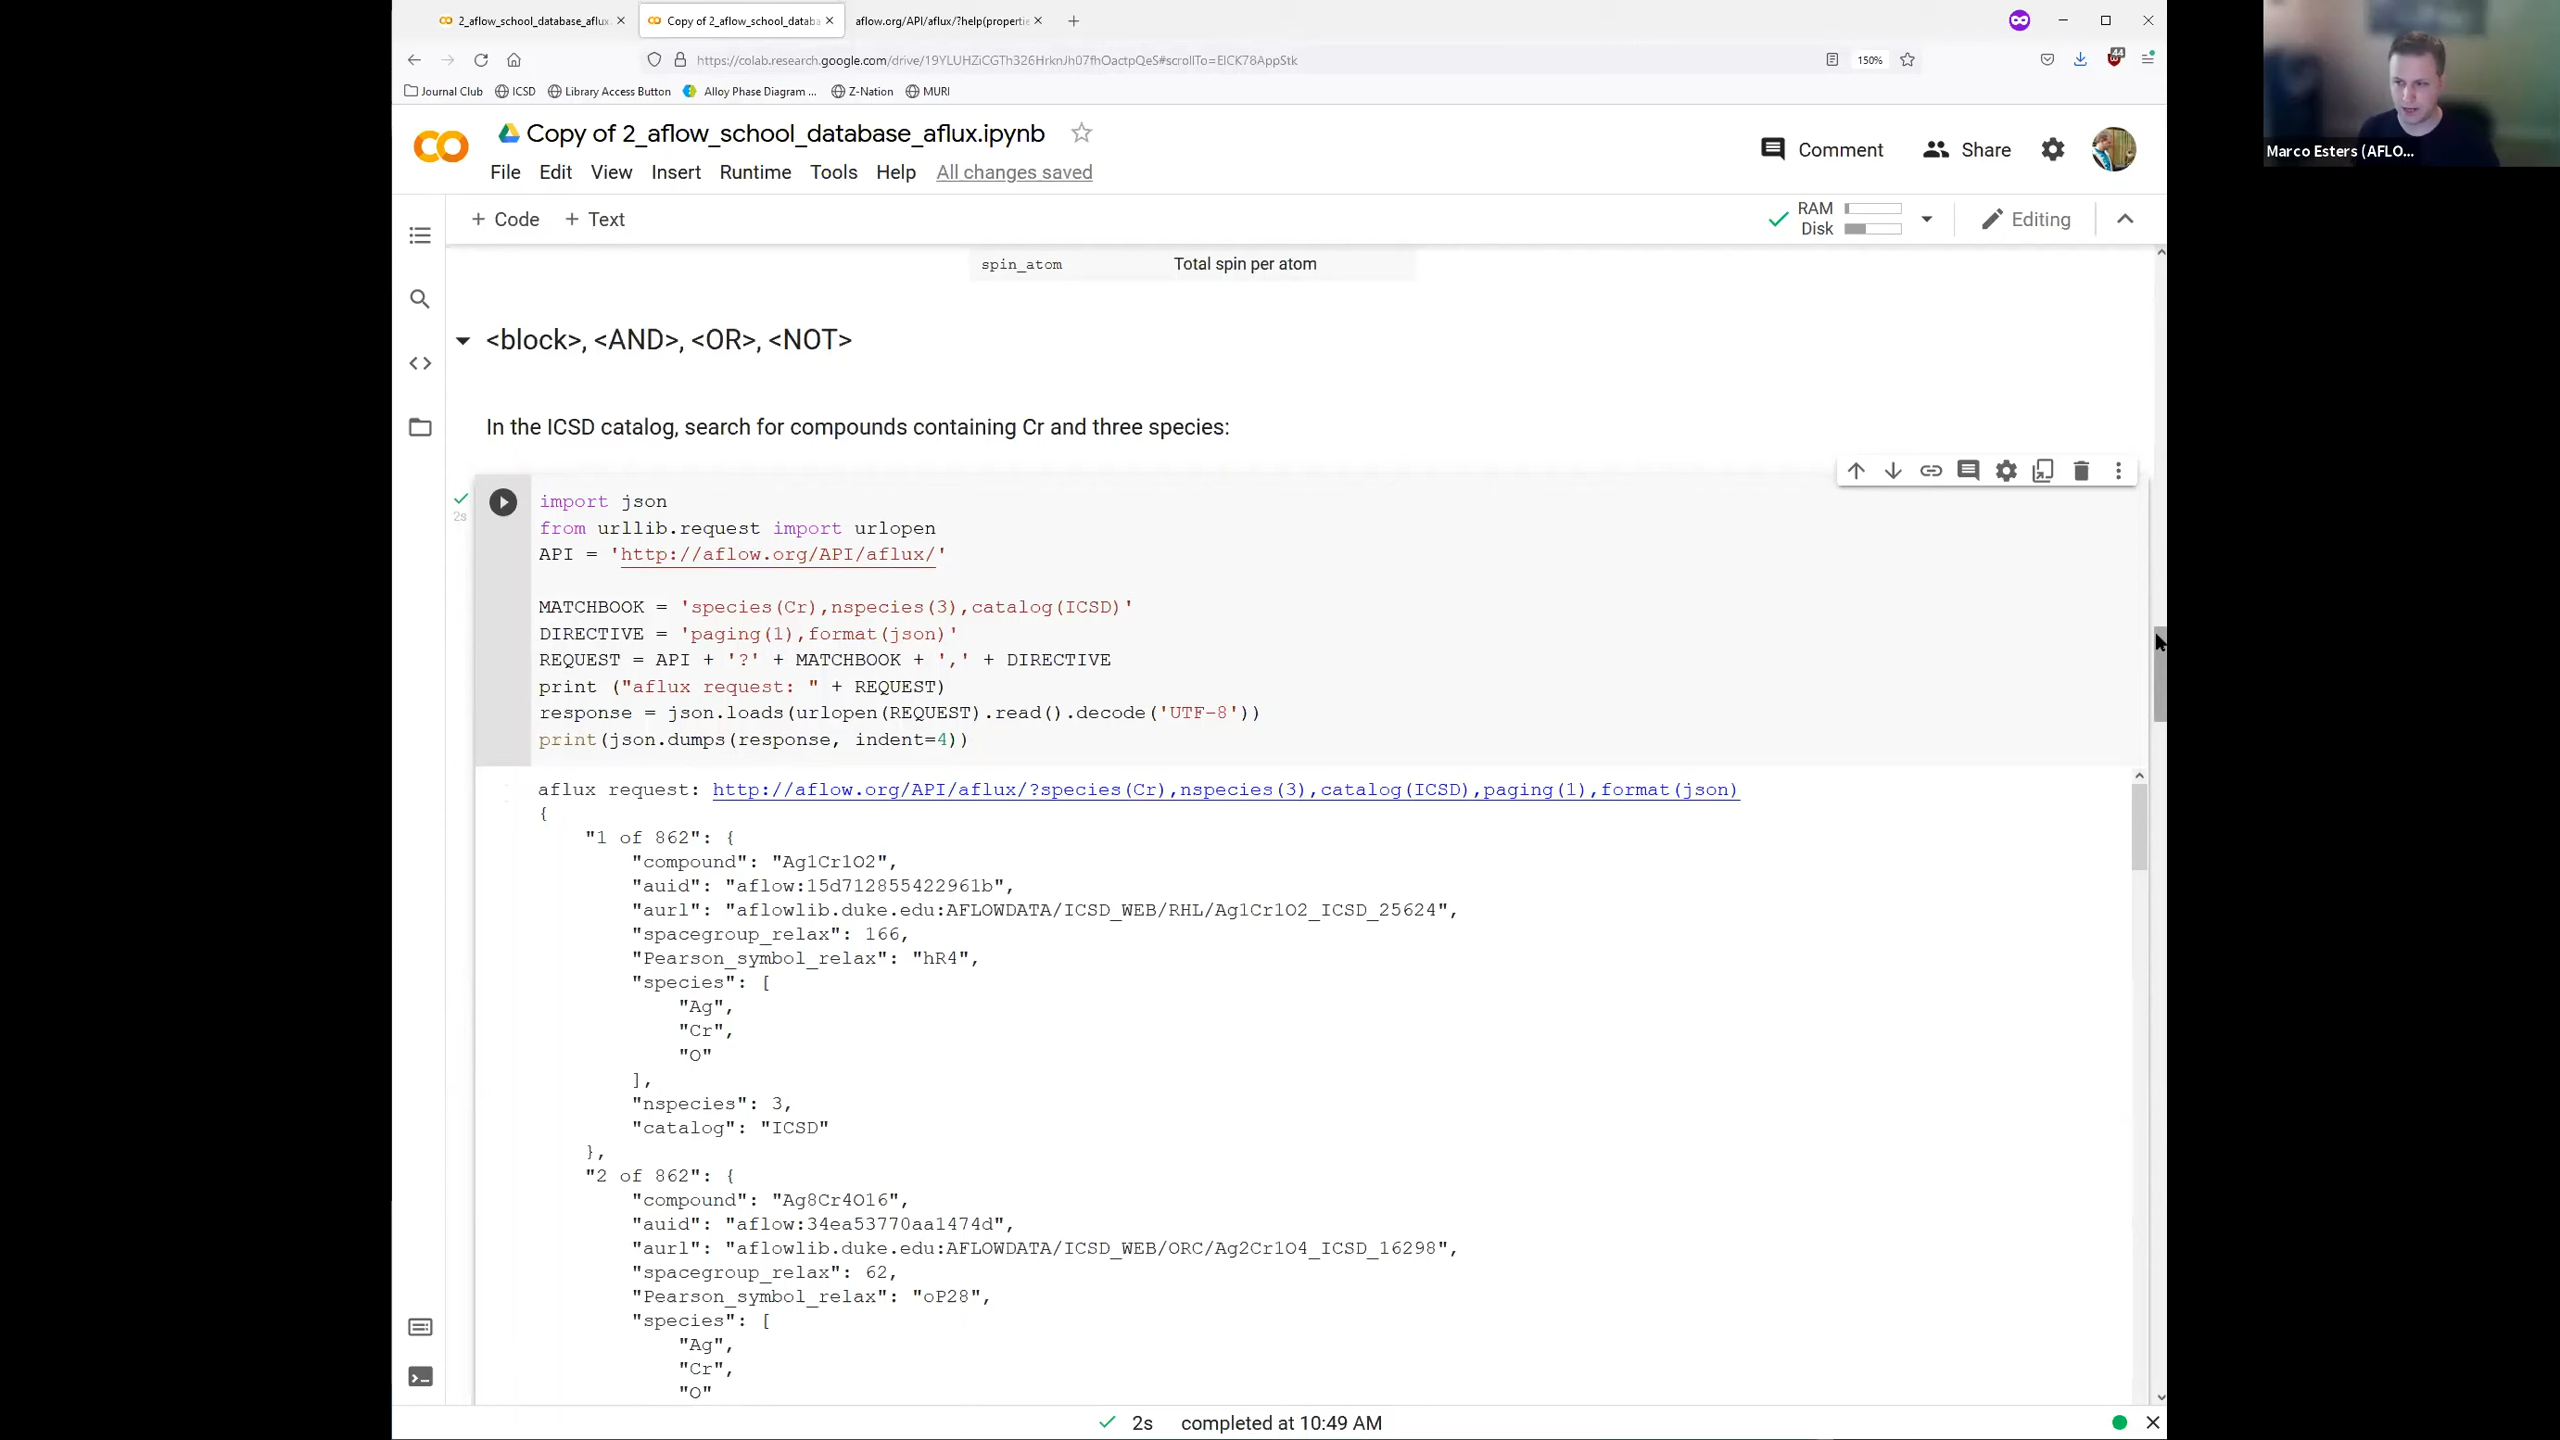 2_aflow_school_database_aflux.
Copy of 2_aflow_school_databa
aflow.org/API/aflux/?help(properti
https://colab.research.google.com/drive/19YLUHZiCGTh326HrknJh07fhOactpQeS#scrollTo=ElCK78AppStk
150%
44
Journal Club
ICSD
Library Access Button
Alloy Phase Diagram ...
Z-Nation
MURI
Marco Esters (AFLO...
Copy of 2_aflow_school_database_aflux.ipynb
Comment
Share
File Edit View Insert Runtime Tools Help All changes saved
+ Code + Text
RAM
Disk
Editing
spin_atom Total spin per atom
<block>, <AND>, <OR>, <NOT>
In the ICSD catalog, search for compounds containing Cr and three species:
2s
import json
from urllib.request import urlopen
API = 'http://aflow.org/API/aflux/'
MATCHBOOK = 'species(Cr),nspecies(3),catalog(ICSD)'
DIRECTIVE = 'paging(1),format(json)'
REQUEST = API + '?' + MATCHBOOK + ',' + DIRECTIVE
print ("aflux request: " + REQUEST)
response = json.loads(urlopen(REQUEST).read().decode('UTF-8'))
print(json.dumps(response, indent=4))
aflux request: http://aflow.org/API/aflux/?species(Cr),nspecies(3),catalog(ICSD),paging(1),format(json)
{
"1 of 862": {
"compound": "Ag1Cr1O2",
"auid": "aflow:15d712855422961b",
"aurl": "aflowlib.duke.edu:AFLOWDATA/ICSD_WEB/RHL/Ag1Cr1O2_ICSD_25624",
"spacegroup_relax": 166,
"Pearson_symbol_relax": "hR4",
"species": [
"Ag",
"Cr",
"O"
],
"nspecies": 3,
"catalog": "ICSD"
},
"2 of 862": {
"compound": "Ag8Cr4O16",
"auid": "aflow:34ea53770aa1474d",
"aurl": "aflowlib.duke.edu:AFLOWDATA/ICSD_WEB/ORC/Ag2Cr1O4_ICSD_16298",
"spacegroup_relax": 62,
"Pearson_symbol_relax": "oP28",
"species": [
"Ag",
"Cr",
"O"
2s completed at 10:49 AM